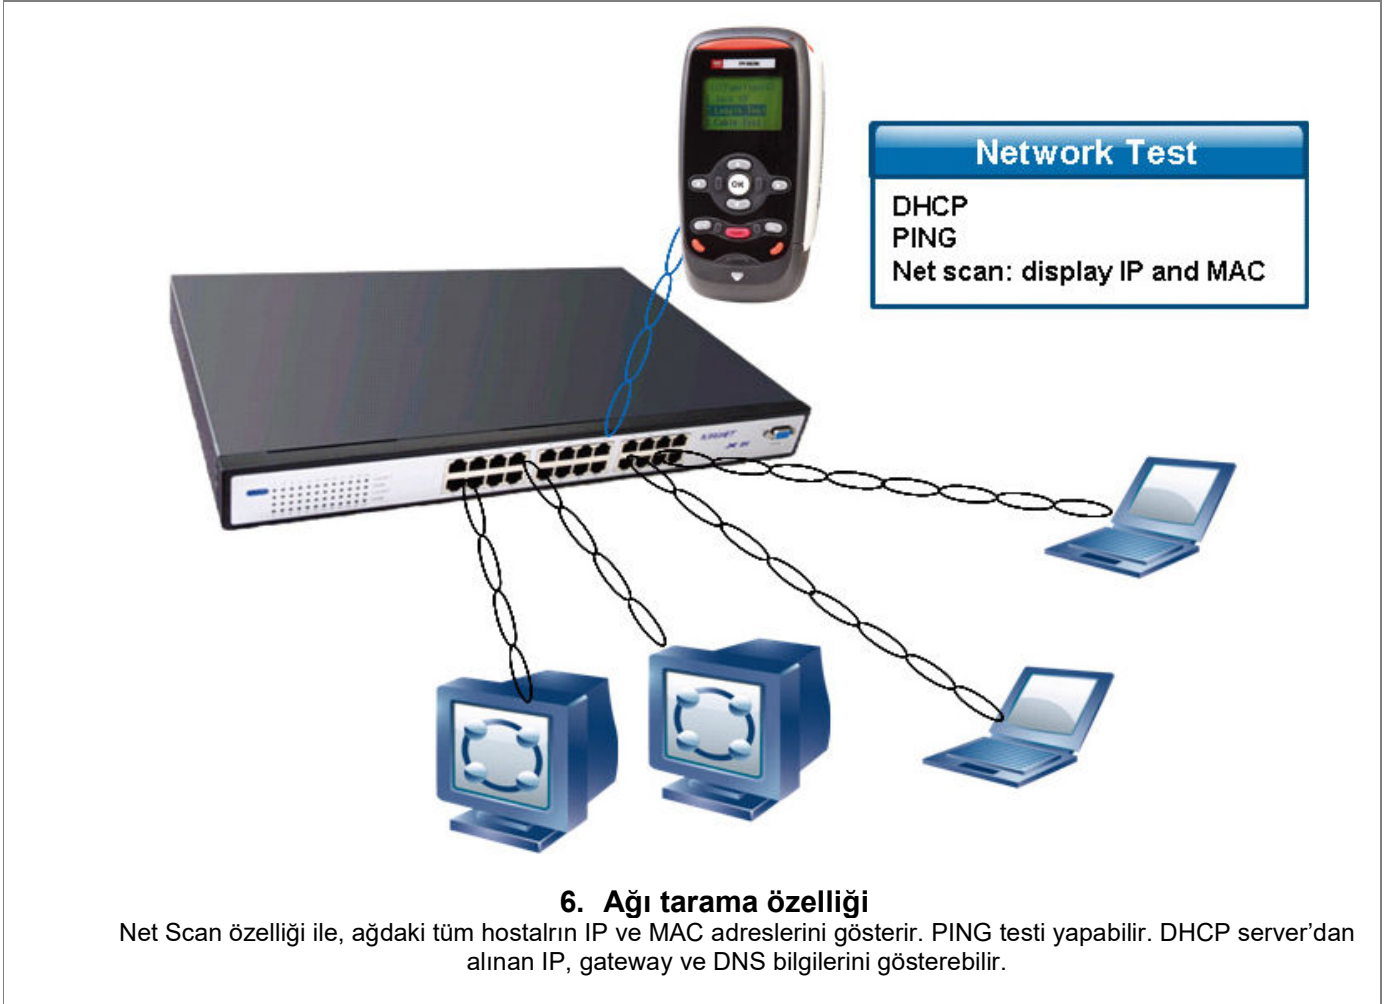 Network Test
DHCP
PING
Net scan: display IP and MAC
OK
6. Ağı tarama özelliği
Net Scan özelliği ile, ağdaki tüm hostalrın IP ve MAC adreslerini gösterir. PING testi yapabilir. DHCP server’dan
alınan IP, gateway ve DNS bilgilerini gösterebilir.